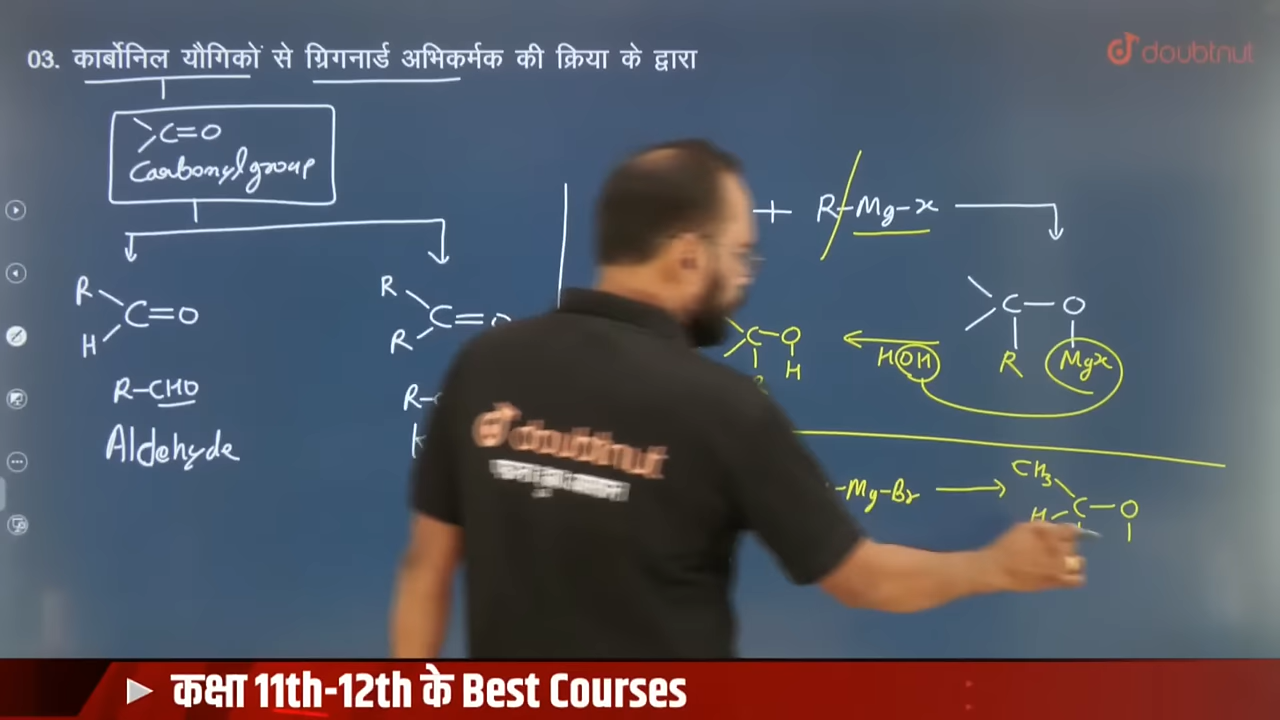 03. कार्बोनिल यौगिकों से ग्रिगनार्ड अभिकर्मक की क्रिया के द्वारा
doubtnut
>C=O
Carbonyl group
R
H
C=O
R-CHO
Aldehyde
R
R
C=
R-
+ R-Mg-x
C-O
R
Mgx
HOH
C-O
H
-Mg-Br
CH3
H
C-O
doubtnut
कक्षा 11th-12th के Best Courses